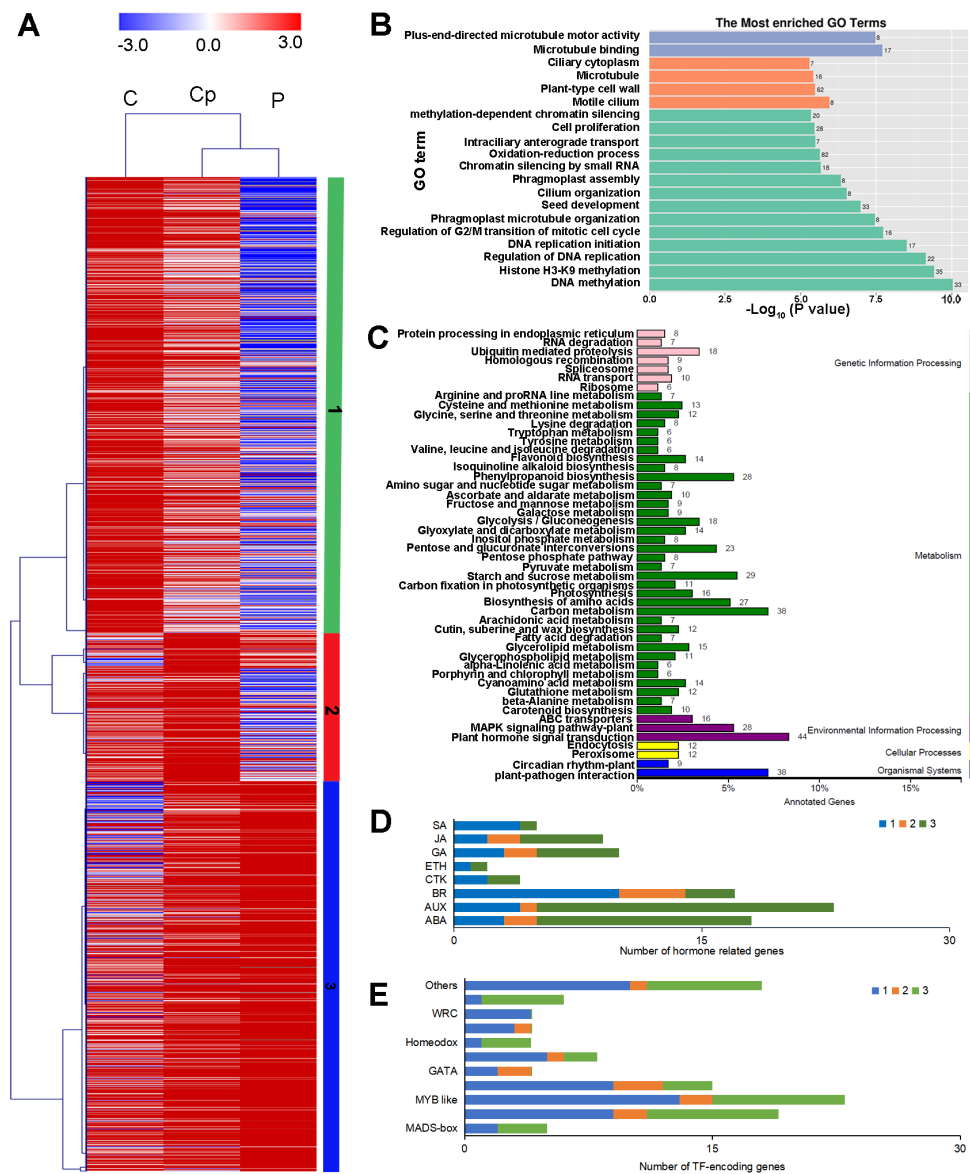 A
-3.0 0.0 3.0
C Cp P
1
2
3
B
The Most enriched GO Terms
GO term
Plus-end-directed microtubule motor activity 8
Microtubule binding 17
Ciliary cytoplasm 7
Microtubule 16
Plant-type cell wall 62
Motile cilium 8
methylation-dependent chromatin silencing 20
Cell proliferation 28
Intraciliary anterograde transport 7
Oxidation-reduction process 82
Chromatin silencing by small RNA 18
Phragmoplast assembly 8
Cilium organization 8
Seed development 33
Phragmoplast microtubule organization 8
Regulation of G2/M transition of mitotic cell cycle 16
DNA replication initiation 17
Regulation of DNA replication 22
Histone H3-K9 methylation 35
DNA methylation 33
0.0 2.5 5.0 7.5 10.0
-Log10 (P value)
C
Protein processing in endoplasmic reticulum 8
RNA degradation 7
Ubiquitin mediated proteolysis 18
Homologous recombination 9
Spliceosome 9
RNA transport 10
Ribosome 6
Genetic Information Processing
Arginine and proRNA line metabolism 7
Cysteine and methionine metabolism 13
Glycine, serine and threonine metabolism 12
Lysine degradation 8
Tryptophan metabolism 6
Tyrosine metabolism 6
Valine, leucine and isoleucine degradation 6
Flavonoid biosynthesis 14
Isoquinoline alkaloid biosynthesis 8
Phenylpropanoid biosynthesis 28
Amino sugar and nucleotide sugar metabolism 7
Ascorbate and aldarate metabolism 10
Fructose and mannose metabolism 9
Galactose metabolism 9
Glycolysis / Gluconeogenesis 18
Glyoxylate and dicarboxylate metabolism 14
Inositol phosphate metabolism 8
Pentose and glucuronate interconversions 23
Pentose phosphate pathway 8
Pyruvate metabolism 7
Starch and sucrose metabolism 29
Carbon fixation in photosynthetic organisms 11
Photosynthesis 16
Biosynthesis of amino acids 27
Carbon metabolism 38
Arachidonic acid metabolism 7
Cutin, suberine and wax biosynthesis 12
Fatty acid degradation 7
Glycerolipid metabolism 15
Glycerophospholipid metabolism 11
alpha-Linolenic acid metabolism 6
Porphyrin and chlorophyll metabolism 6
Cyanoamino acid metabolism 14
Glutathione metabolism 12
beta-Alanine metabolism 7
Carotenoid biosynthesis 10
Metabolism
ABC transporters 16
MAPK signaling pathway-plant 28
Plant hormone signal transduction 44
Environmental Information Processing
Endocytosis 12
Peroxisome 12
Cellular Processes
Circadian rhythm-plant 9
plant-pathogen interaction 38
Organismal Systems
0% 5% 10% 15%
Annotated Genes
D
1 2 3
SA
JA
GA
ETH
CTK
BR
AUX
ABA
0 15 30
Number of hormone related genes
E
1 2 3
Others
WRC
Homeodox
GATA
MYB like
MADS-box
0 15 30
Number of TF-encoding genes